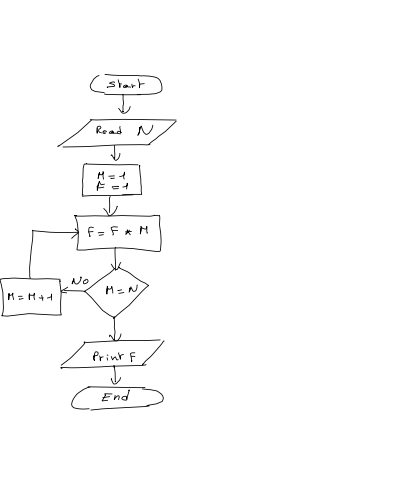 Start
Read N
M = 1
F = 1
F = F * M
No
M = N
M = M + 1
Print F
End